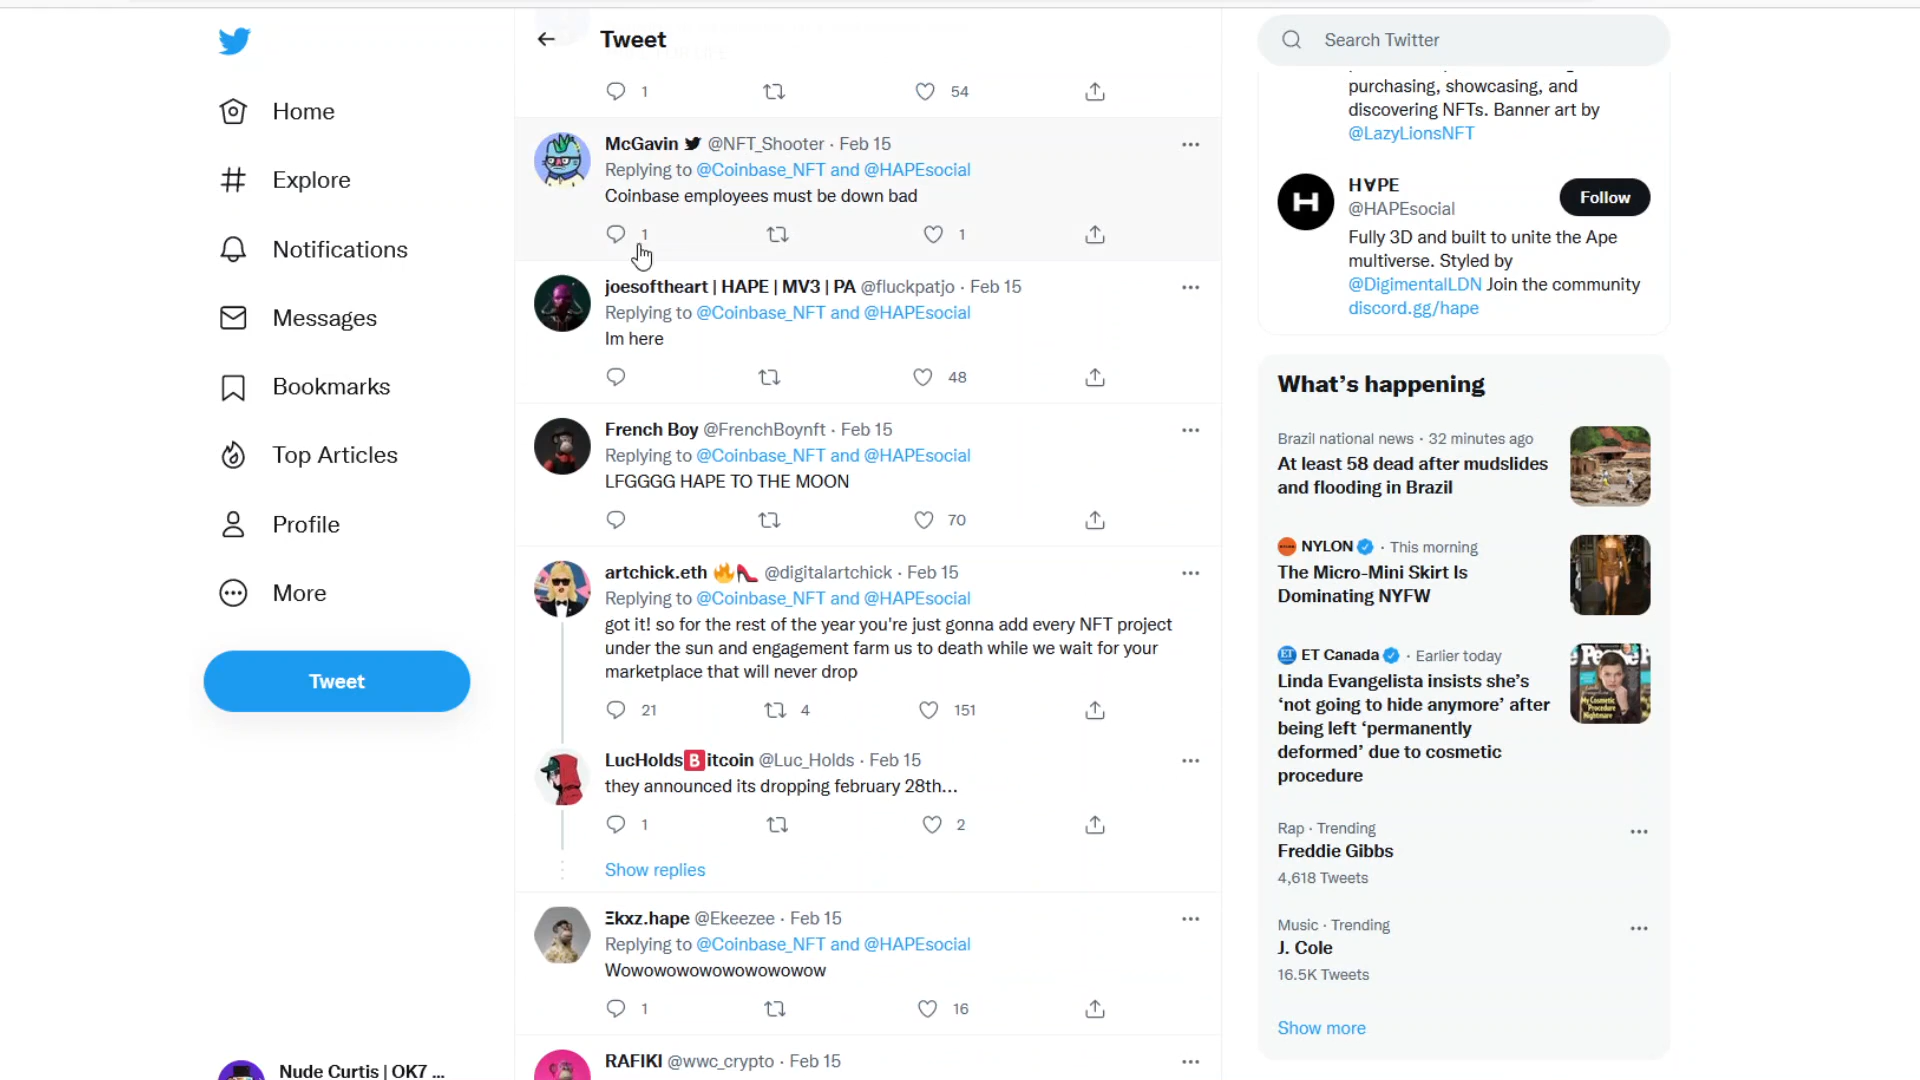 Home
Explore
Notifications
Messages
Bookmarks
Top Articles
Profile
More
Tweet
Nude Curtis | OK7 ...
Tweet
1 54
McGavin @NFT_Shooter · Feb 15
Replying to @Coinbase_NFT and @HAPEsocial
Coinbase employees must be down bad
1 1
joesoftheart | HAPE | MV3 | PA @fluckpatjo · Feb 15
Replying to @Coinbase_NFT and @HAPEsocial
Im here
48
French Boy @FrenchBoynft · Feb 15
Replying to @Coinbase_NFT and @HAPEsocial
LFGGGG HAPE TO THE MOON
70
artchick.eth 🔥👠 @digitalartchick · Feb 15
Replying to @Coinbase_NFT and @HAPEsocial
got it! so for the rest of the year you're just gonna add every NFT project
under the sun and engagement farm us to death while we wait for your
marketplace that will never drop
21 4 151
LucHolds🅱️itcoin @Luc_Holds · Feb 15
they announced its dropping february 28th...
1 2
Show replies
Ξkxz.hape @Ekeezee · Feb 15
Replying to @Coinbase_NFT and @HAPEsocial
Wowowowowowowowowow
1 16
RAFIKI @wwc_crypto · Feb 15
Search Twitter
purchasing, showcasing, and
discovering NFTs. Banner art by
@LazyLionsNFT
H∀PE
@HAPEsocial
Follow
Fully 3D and built to unite the Ape
multiverse. Styled by
@DigimentalLDN Join the community
discord.gg/hape
What's happening
Brazil national news · 32 minutes ago
At least 58 dead after mudslides
and flooding in Brazil
NYLON · This morning
The Micro-Mini Skirt Is
Dominating NYFW
ET Canada · Earlier today
Linda Evangelista insists she's
'not going to hide anymore' after
being left 'permanently
deformed' due to cosmetic
procedure
Rap · Trending
Freddie Gibbs
4,618 Tweets
Music · Trending
J. Cole
16.5K Tweets
Show more